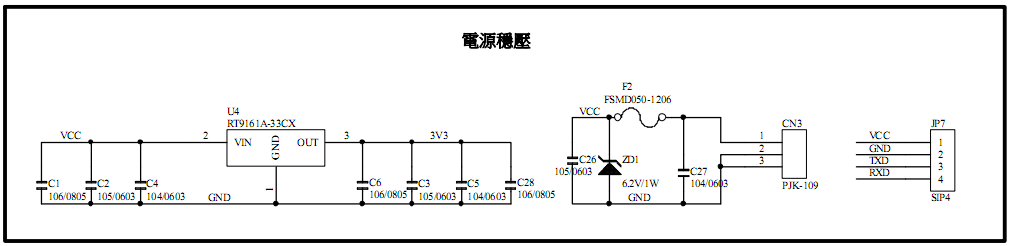 電源穩壓
U4
RT9161A-33CX
VCC
2
VIN
GND
OUT
3
3V3
1
GND
C1
106/0805
C2
105/0603
C4
104/0603
C6
106/0805
C3
105/0603
C5
104/0603
C28
106/0805
F2
FSMD050-1206
VCC
C26
105/0603
ZD1
6.2V/1W
C27
104/0603
GND
CN3
1
2
3
PJK-109
JP7
VCC
1
GND
2
TXD
3
RXD
4
SIP4